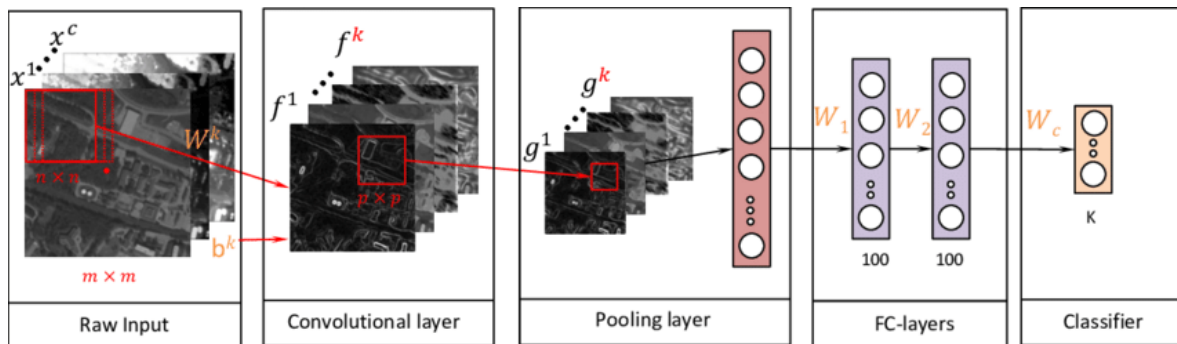 x^1 x^c
n × n
m × m
W^k
b^k
Raw Input
f^1 f^k
p × p
Convolutional layer
g^1 g^k
Pooling layer
W_1 W_2
100 100
FC-layers
W_c
K
Classifier